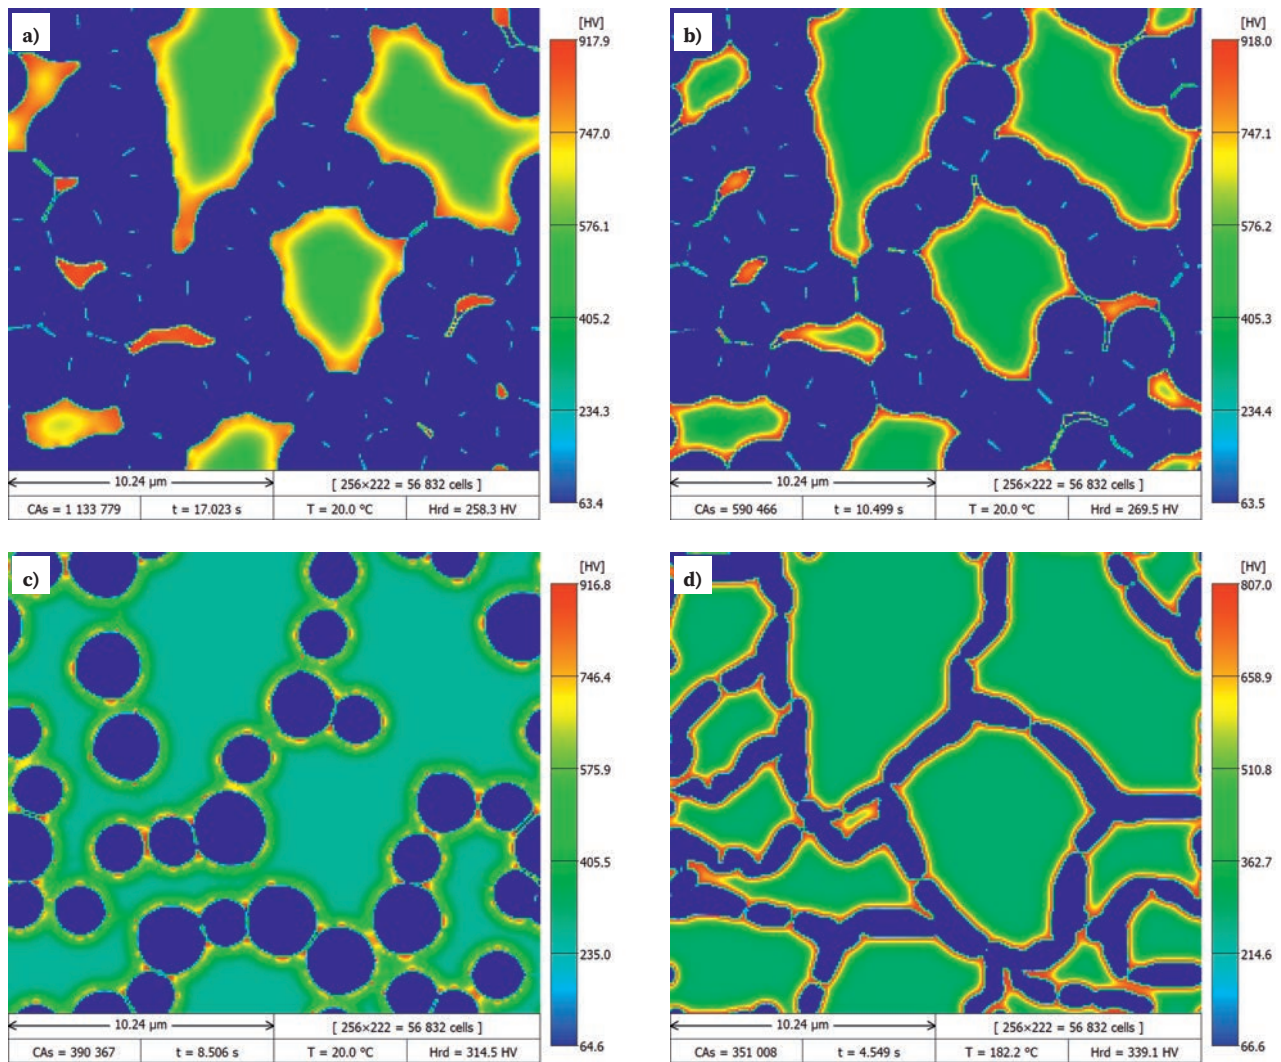 a)
[HV]
917.9
747.0
576.1
405.2
234.3
63.4
10.24 µm
[ 256×222 = 56 832 cells ]
CAs = 1 133 779
t = 17.023 s
T = 20.0 ºC
Hrd = 258.3 HV
b)
[HV]
918.0
747.1
576.2
405.3
234.4
63.5
10.24 µm
[ 256×222 = 56 832 cells ]
CAs = 590 466
t = 10.499 s
T = 20.0 ºC
Hrd = 269.5 HV
c)
[HV]
916.8
746.4
575.9
405.5
235.0
64.6
10.24 µm
[ 256×222 = 56 832 cells ]
CAs = 390 367
t = 8.506 s
T = 20.0 ºC
Hrd = 314.5 HV
d)
[HV]
807.0
658.9
510.8
362.7
214.6
66.6
10.24 µm
[ 256×222 = 56 832 cells ]
CAs = 351 008
t = 4.549 s
T = 182.2 ºC
Hrd = 339.1 HV